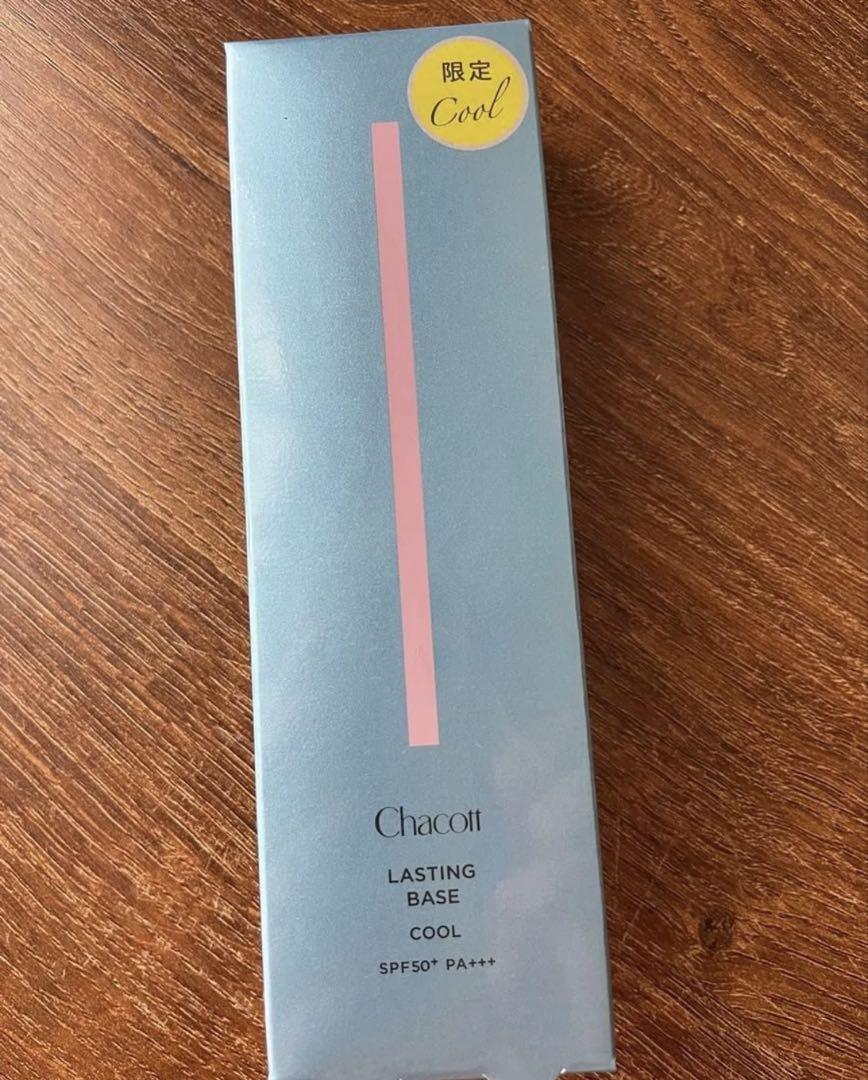 限定
Cool
Chacott
LASTING
BASE
COOL
SPF50⁺ PA+++